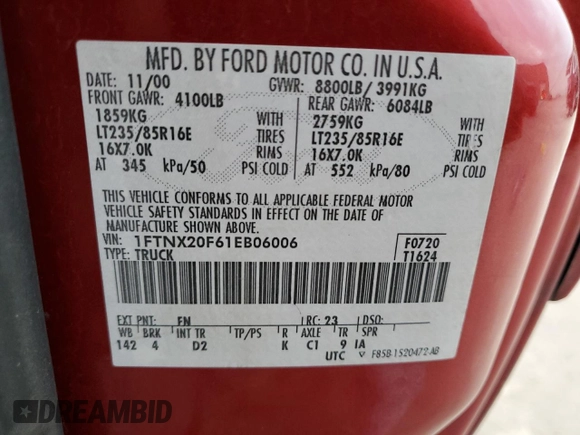 MFD. BY FORD MOTOR CO. IN U.S.A.
DATE: 11/00 GVWR: 8800LB/ 3991KG
FRONT GAWR: 4100LB REAR GAWR: 6084LB
1859KG WITH 2759KG WITH
LT235/85R16E TIRES LT235/85R16E TIRES
16X7.0K RIMS 16X7.0K RIMS
AT 345 kPa/50 PSI COLD AT 552 kPa/80 PSI COLD
THIS VEHICLE CONFORMS TO ALL APPLICABLE FEDERAL MOTOR
VEHICLE SAFETY STANDARDS IN EFFECT ON THE DATE OF
MANUFACTURE SHOWN ABOVE.
VIN: 1FTNX20F61EB06006 F0720
TYPE: TRUCK T1624
EXT PNT: FN RC: 23 DSO:
WB BRK INT TR TP/PS R AXLE TR SPR
142 4 D2 K C1 9 IA
UTC F85B-1520472-AB
DREAMBID